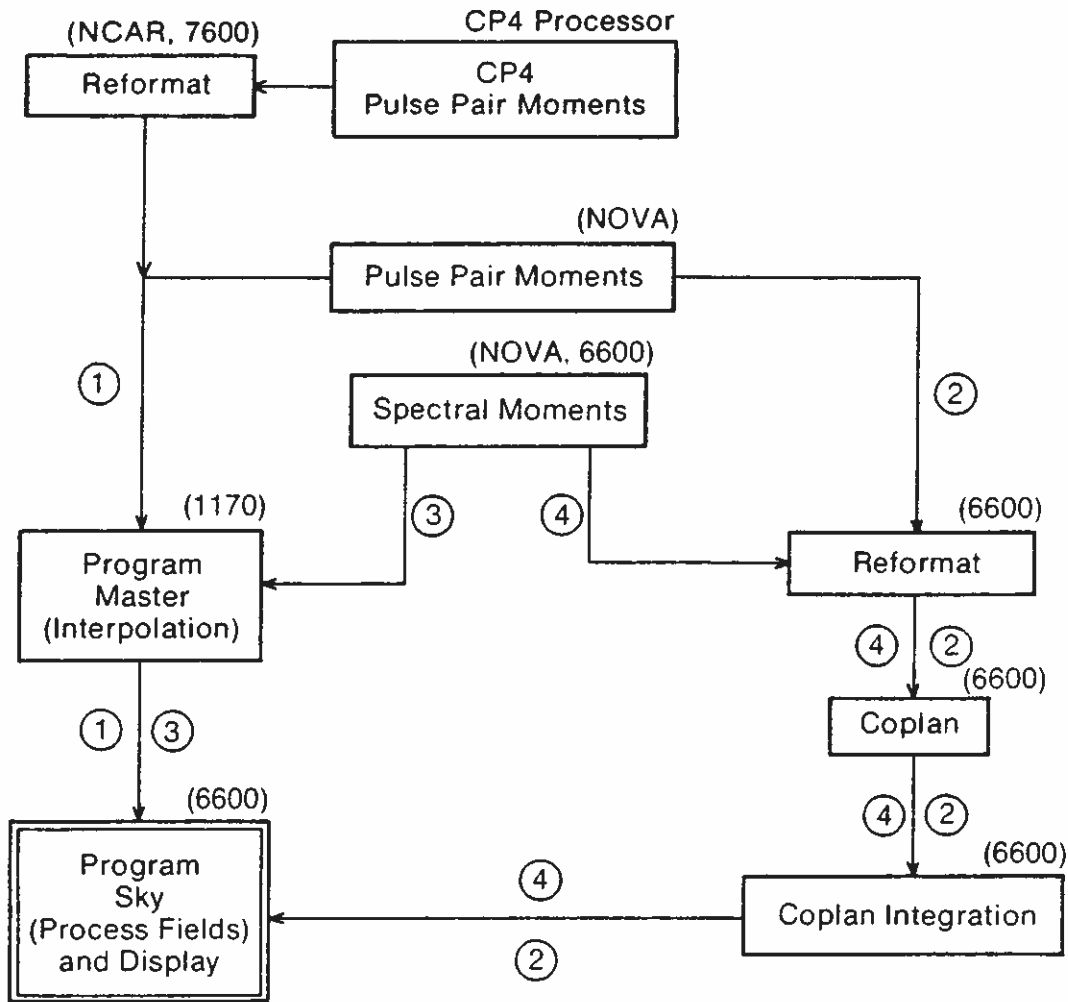 CP4 Processor
(NCAR, 7600)
Reformat
CP4
Pulse Pair Moments
(NOVA)
Pulse Pair Moments
(NOVA, 6600)
Spectral Moments
1
2
3
4
(1170)
Program
Master
(Interpolation)
(6600)
Reformat
4
2
(6600)
Coplan
1
3
4
2
(6600)
Program
Sky
(Process Fields)
and Display
(6600)
Coplan Integration
4
2